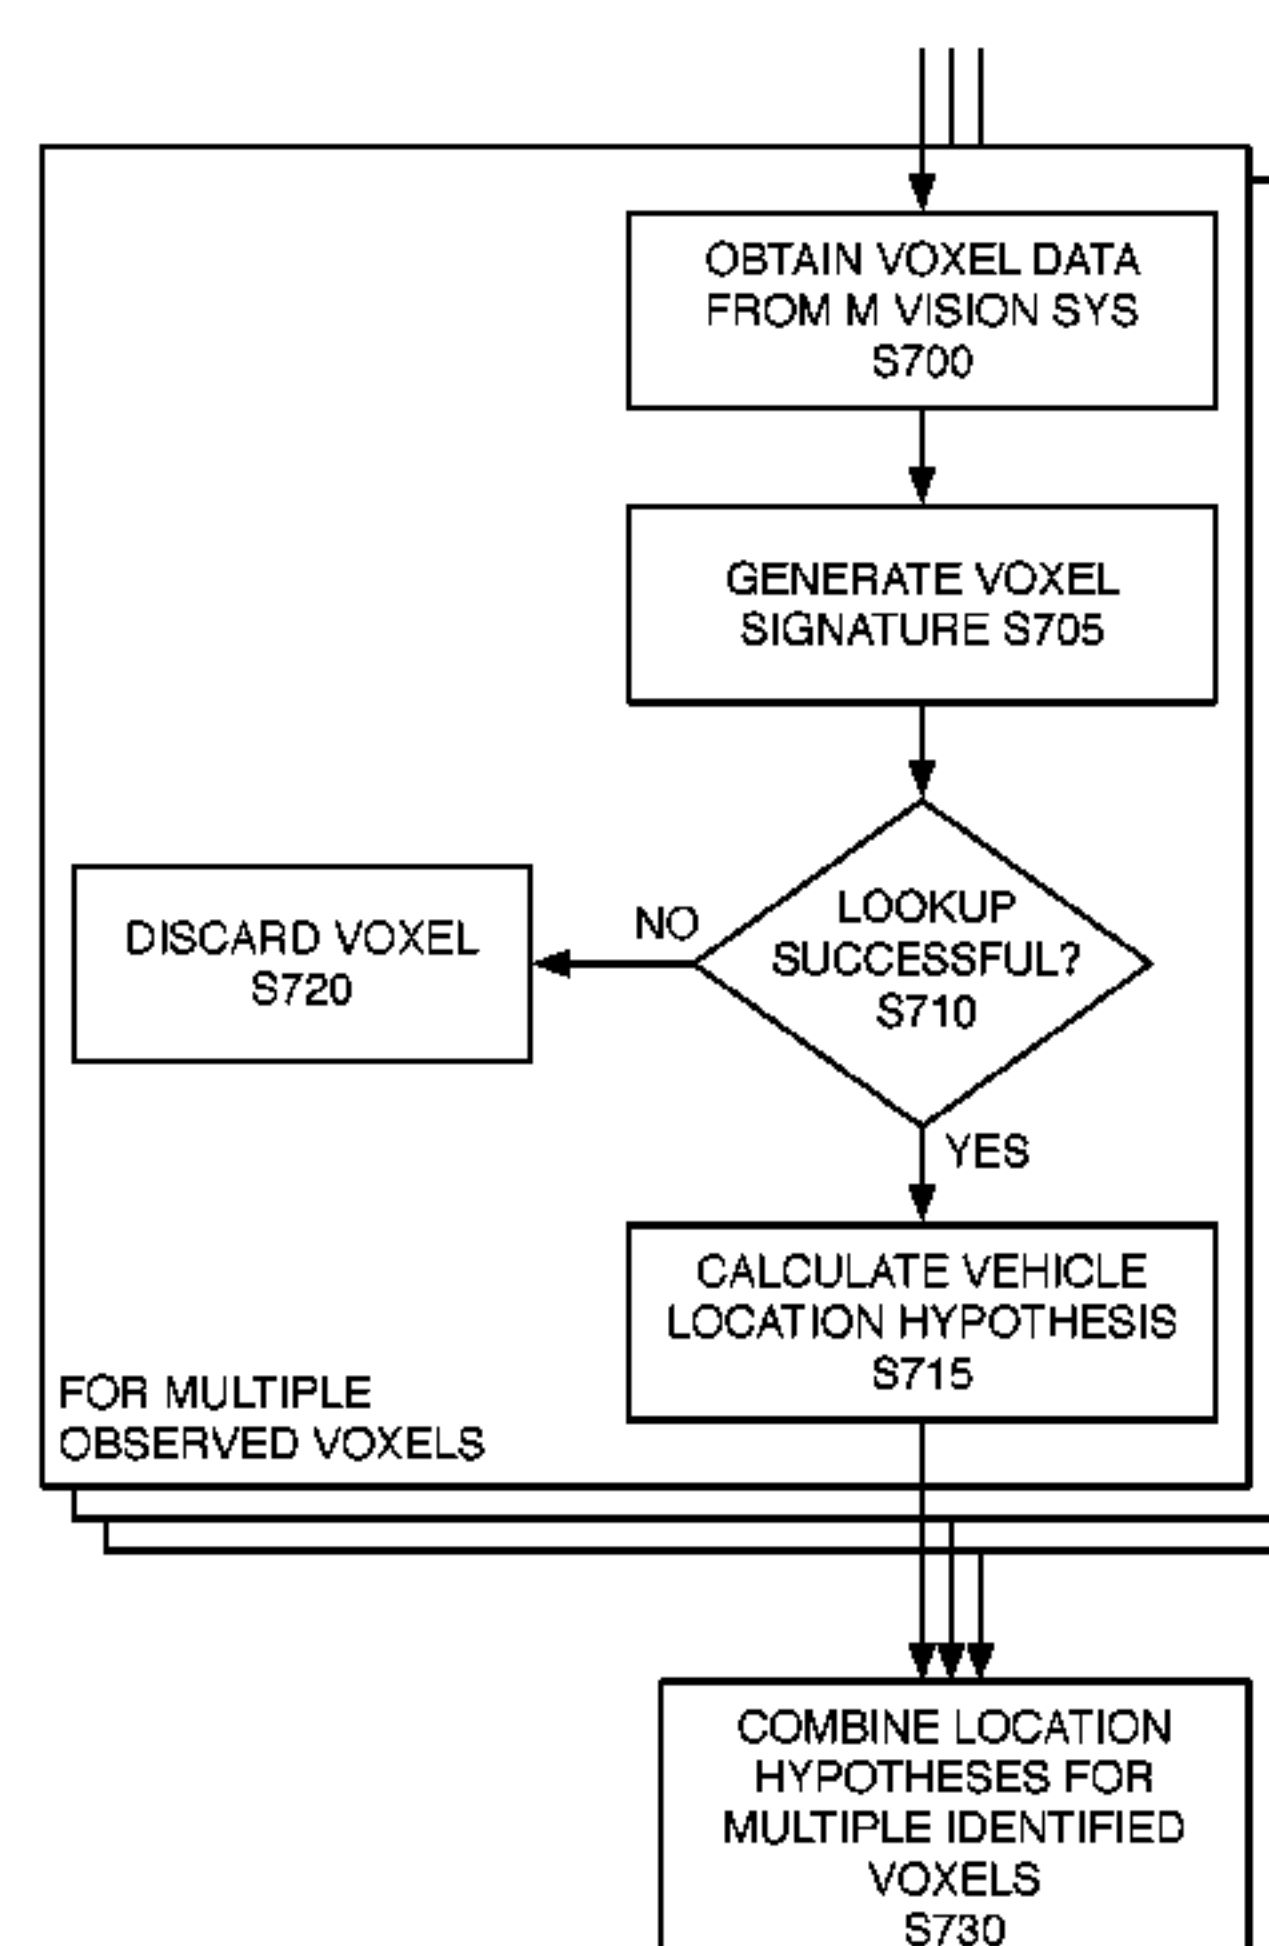 OBTAIN VOXEL DATA
FROM M VISION SYS
S700
GENERATE VOXEL
SIGNATURE S705
LOOKUP
SUCCESSFUL?
S710
NO
DISCARD VOXEL
S720
YES
CALCULATE VEHICLE
LOCATION HYPOTHESIS
S715
FOR MULTIPLE
OBSERVED VOXELS
COMBINE LOCATION
HYPOTHESES FOR
MULTIPLE IDENTIFIED
VOXELS
S730